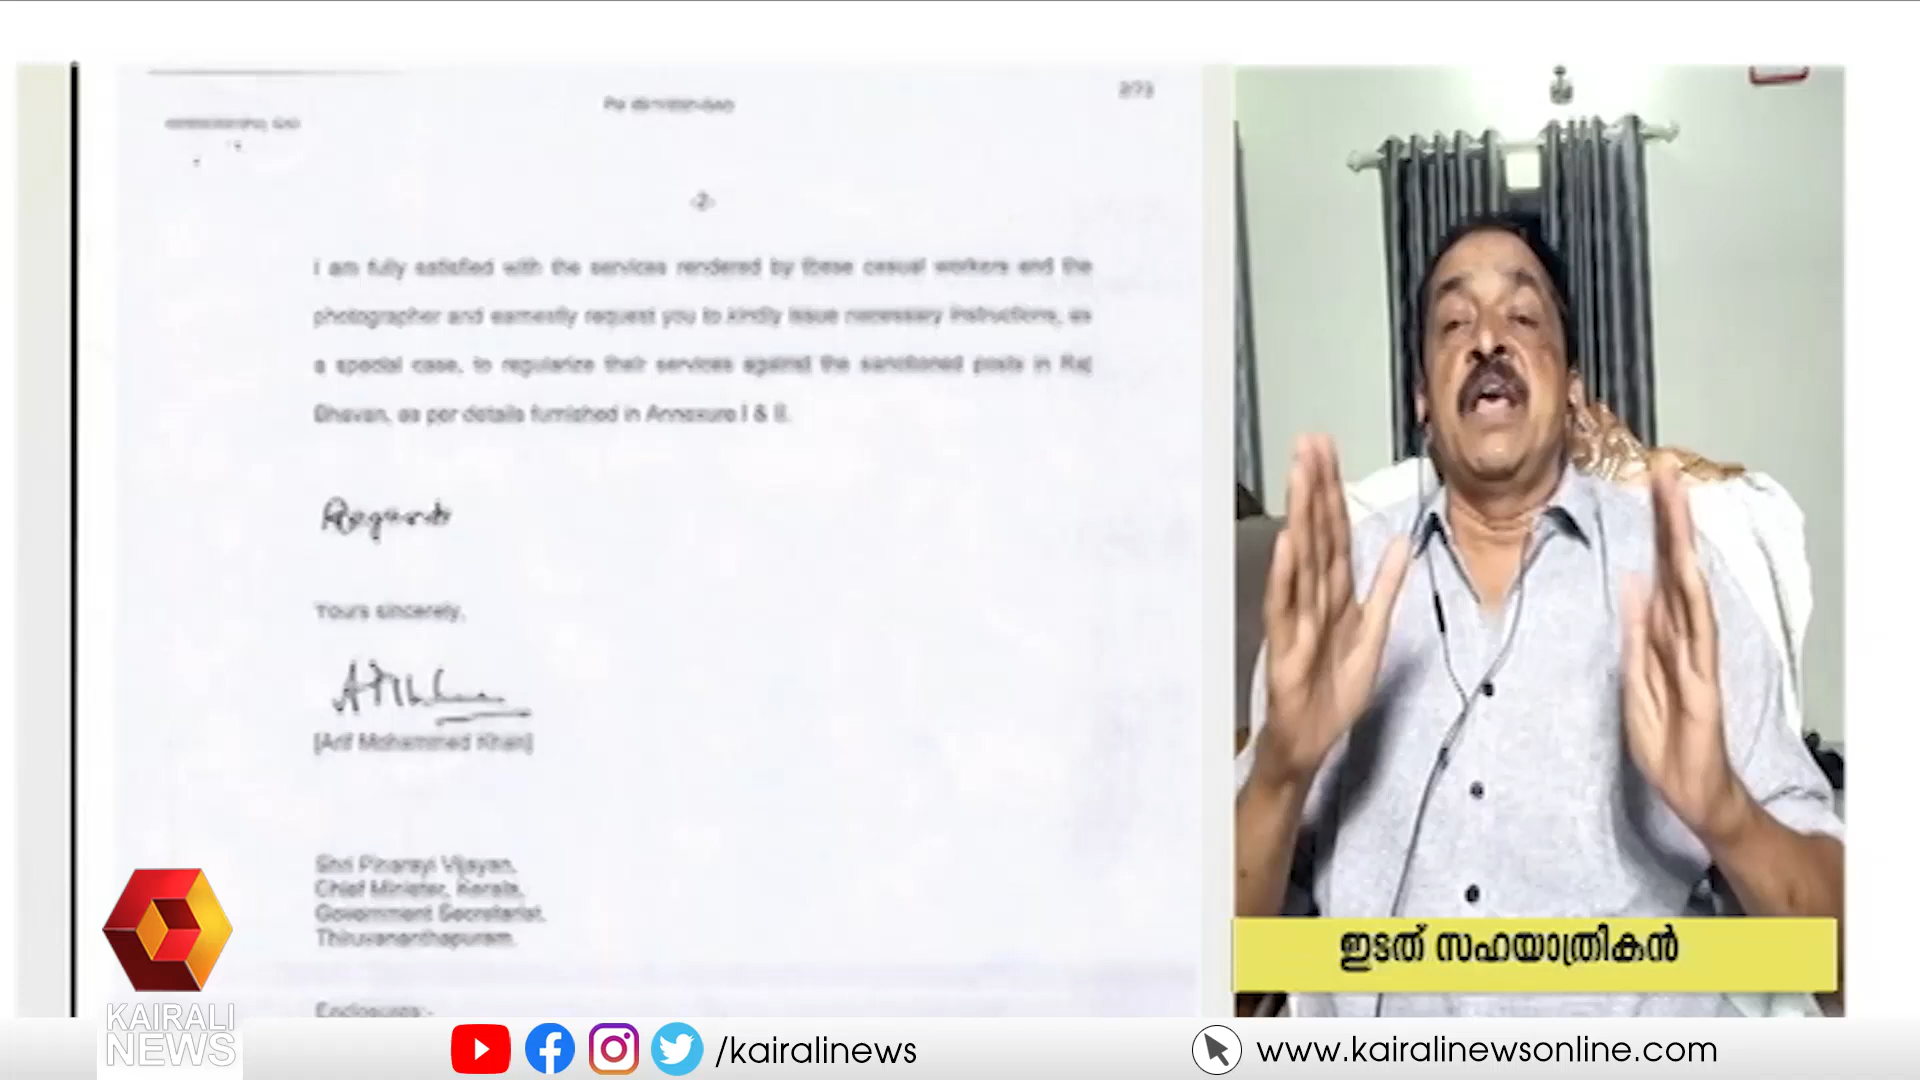 -2-
I am fully satisfied with the services rendered by these casual workers and the
photographer and earnestly request you to kindly issue necessary instructions, as
a special case, to regularize their services against the sanctioned posts in Raj
Bhavan, as per details furnished in Annexure I & II.
Regards
Yours sincerely,
[Arif Mohammed Khan]
Shri Pinarayi Vijayan,
Chief Minister, Kerala,
Government Secretariat,
Thiruvananthapuram.
Enclosures:-
ഇടത് സഹയാത്രികൻ
KAIRALI
NEWS
/kairalinews
www.kairalinewsonline.com